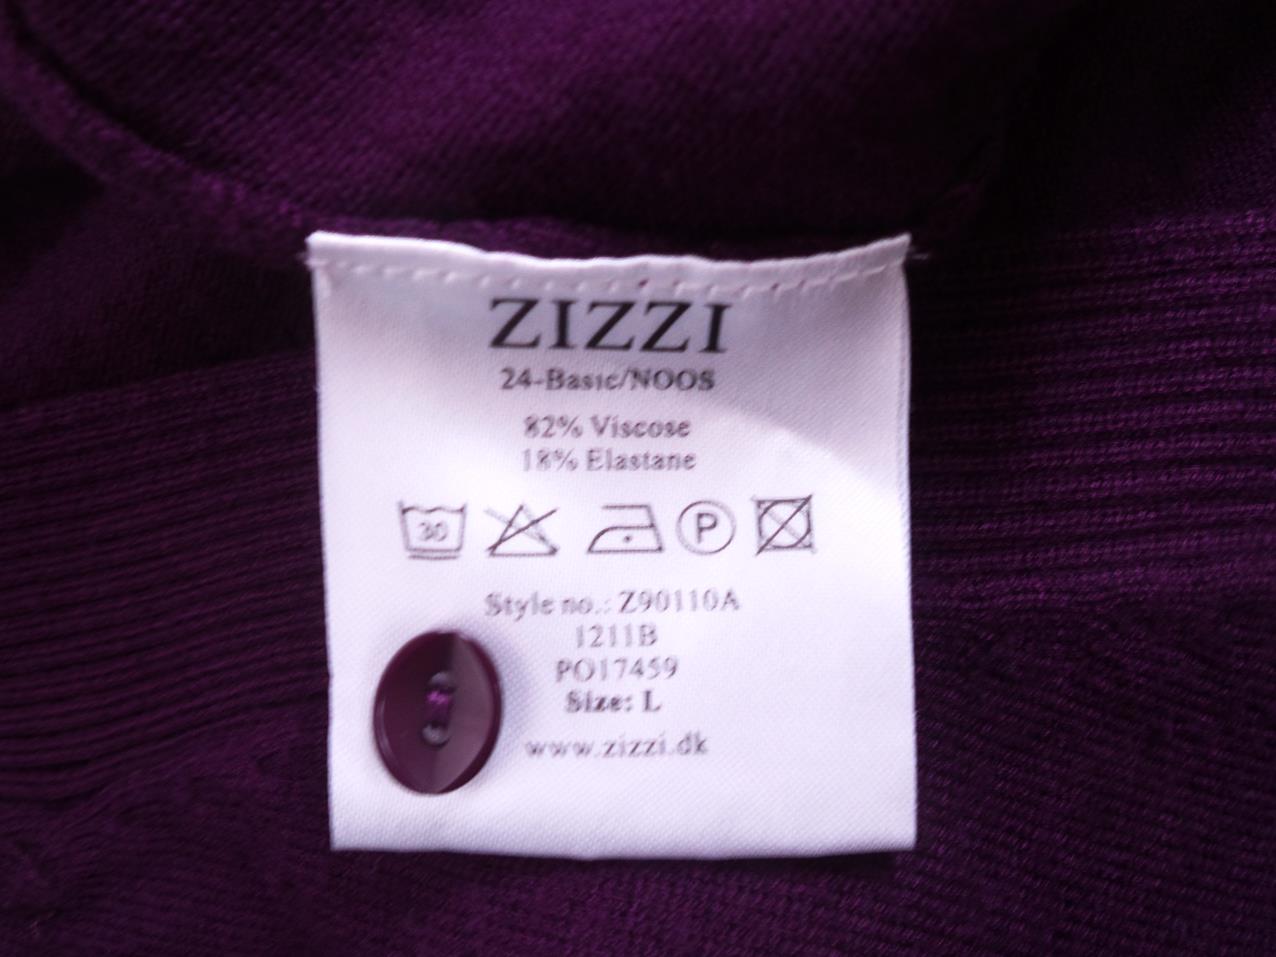 ZIZZI
24-Basic/NOOS
82% Viscose
18% Elastane
30 P
Style no.: Z90110A
1211B
PO17459
Size: L
www.zizzi.dk